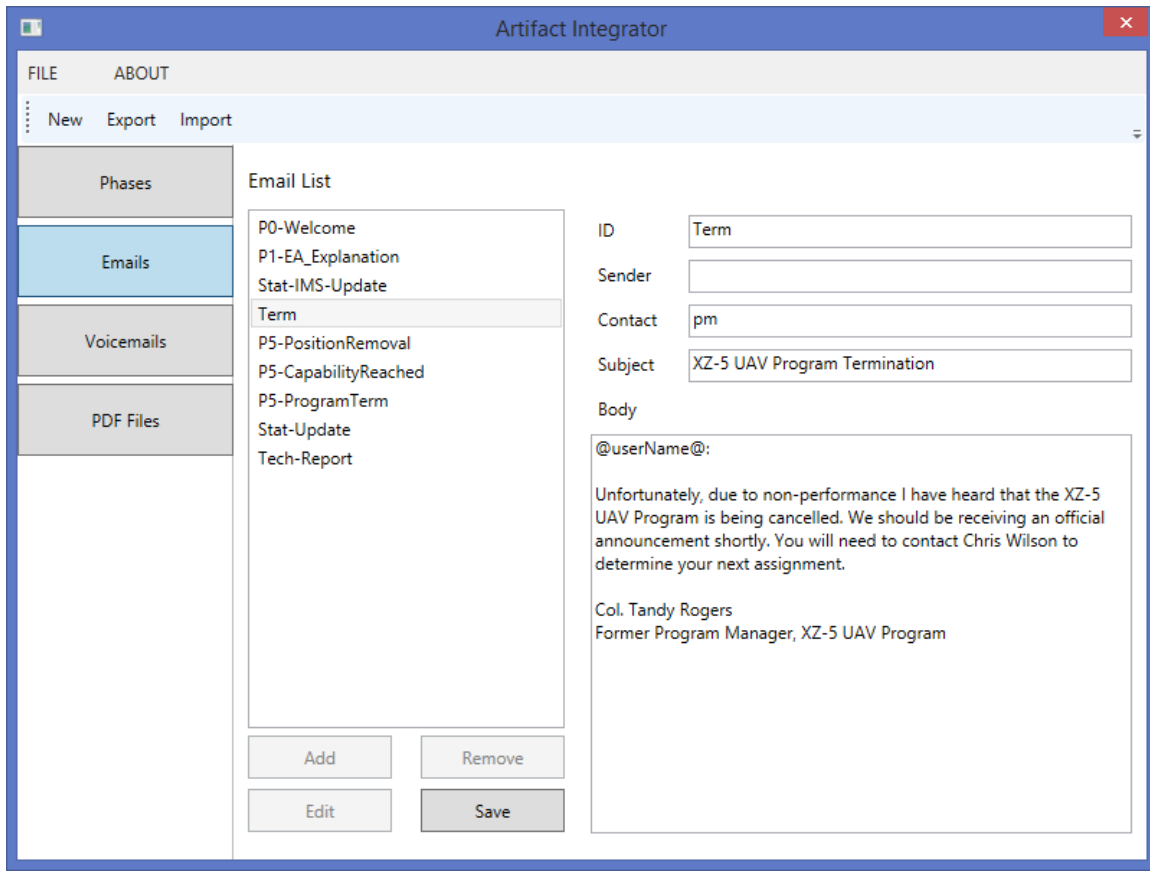 Artifact Integrator
FILE ABOUT
New Export Import
Phases
Emails
Voicemails
PDF Files
Email List
P0-Welcome
P1-EA_Explanation
Stat-IMS-Update
Term
P5-PositionRemoval
P5-CapabilityReached
P5-ProgramTerm
Stat-Update
Tech-Report
Add Remove
Edit Save
ID Term
Sender
Contact pm
Subject XZ-5 UAV Program Termination
Body
@userName@:
Unfortunately, due to non-performance I have heard that the XZ-5
UAV Program is being cancelled. We should be receiving an official
announcement shortly. You will need to contact Chris Wilson to
determine your next assignment.
Col. Tandy Rogers
Former Program Manager, XZ-5 UAV Program